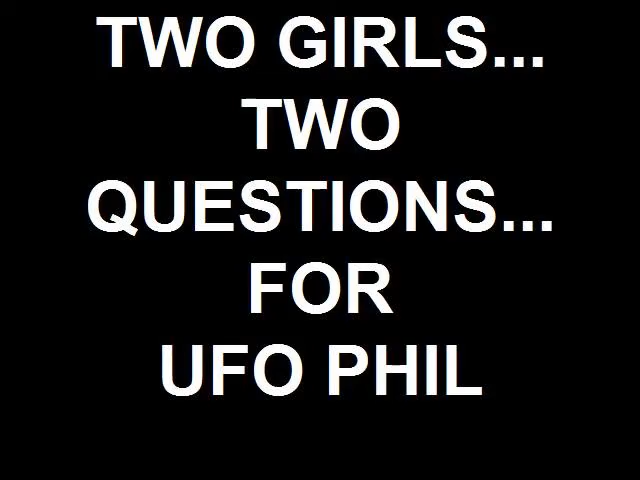 TWO GIRLS...
TWO
QUESTIONS...
FOR
UFO PHIL